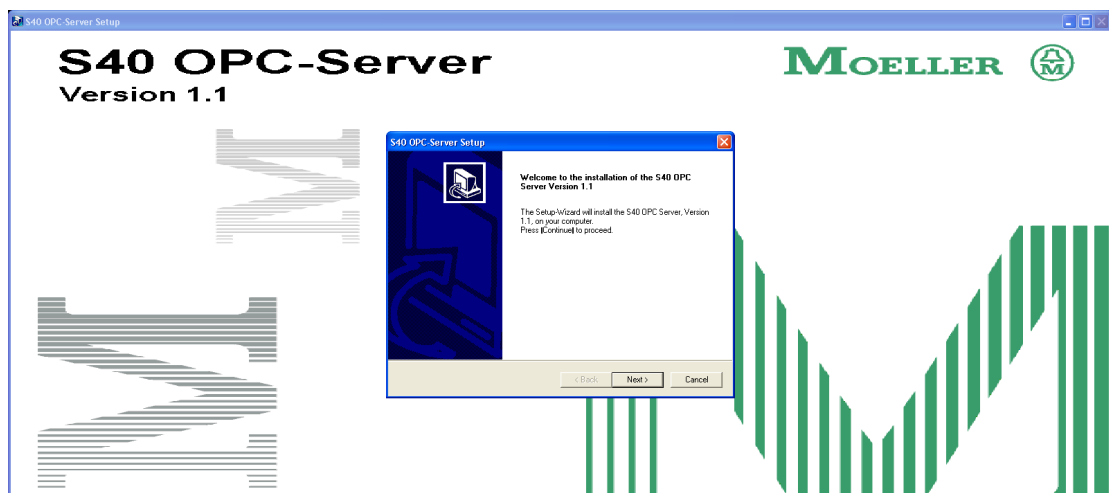 S40 OPC-Server Setup
S40 OPC-Server
Version 1.1
MOELLER
M
S40 OPC-Server Setup
Welcome to the installation of the S40 OPC
Server Version 1.1
The Setup-Wizard will install the S40 OPC Server, Version
1.1, on your computer.
Press |Continue| to proceed.
< Back
Next >
Cancel